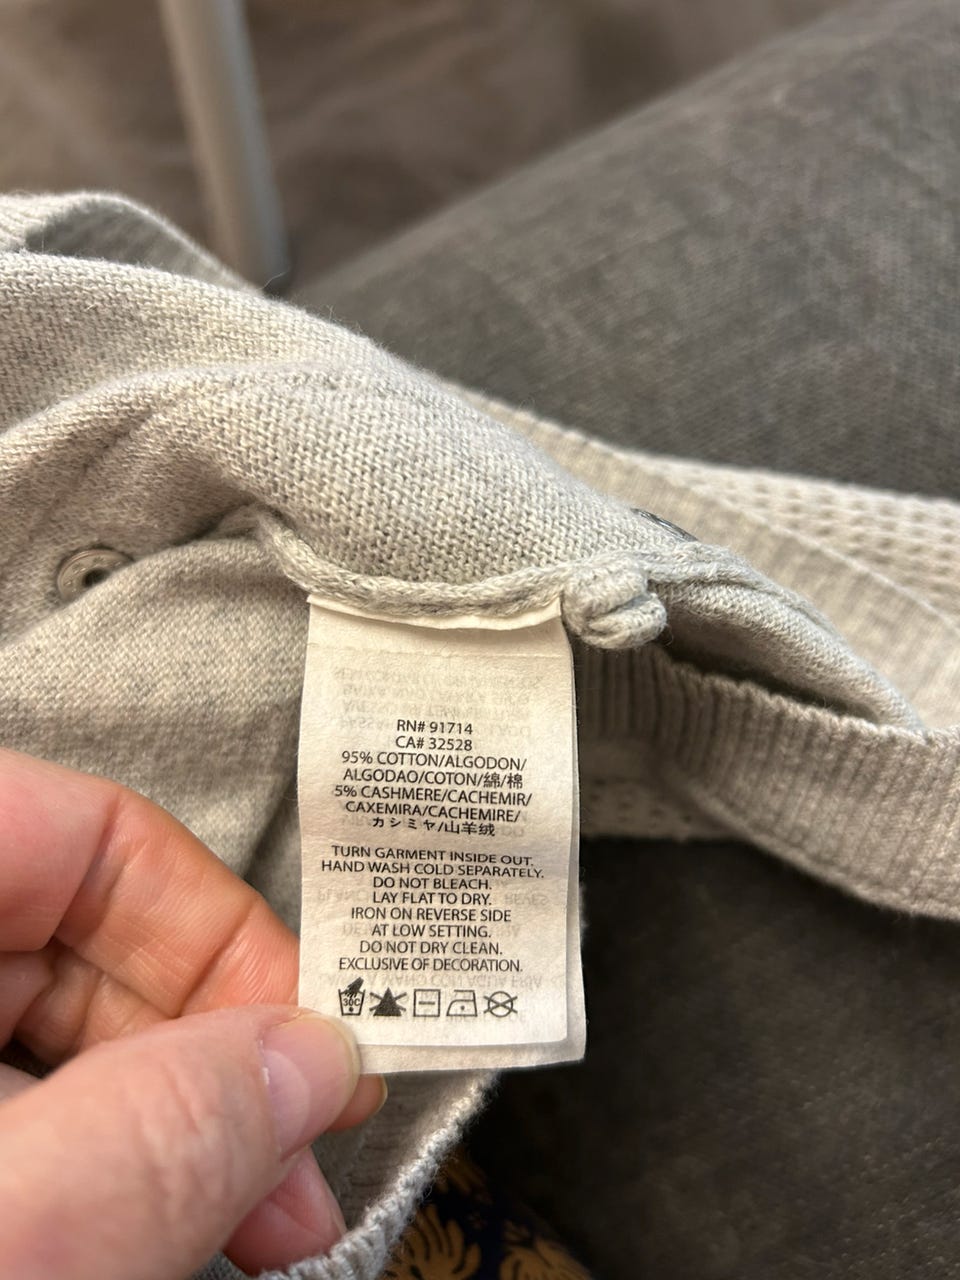 RN# 91714
CA# 32528
95% COTTON/ALGODON/
ALGODAO/COTON/綿/棉
5% CASHMERE/CACHEMIR/
CAXEMIRA/CACHEMIRE/
カシミヤ/山羊绒
TURN GARMENT INSIDE OUT.
HAND WASH COLD SEPARATELY.
DO NOT BLEACH.
LAY FLAT TO DRY.
IRON ON REVERSE SIDE
AT LOW SETTING.
DO NOT DRY CLEAN.
EXCLUSIVE OF DECORATION.
30C